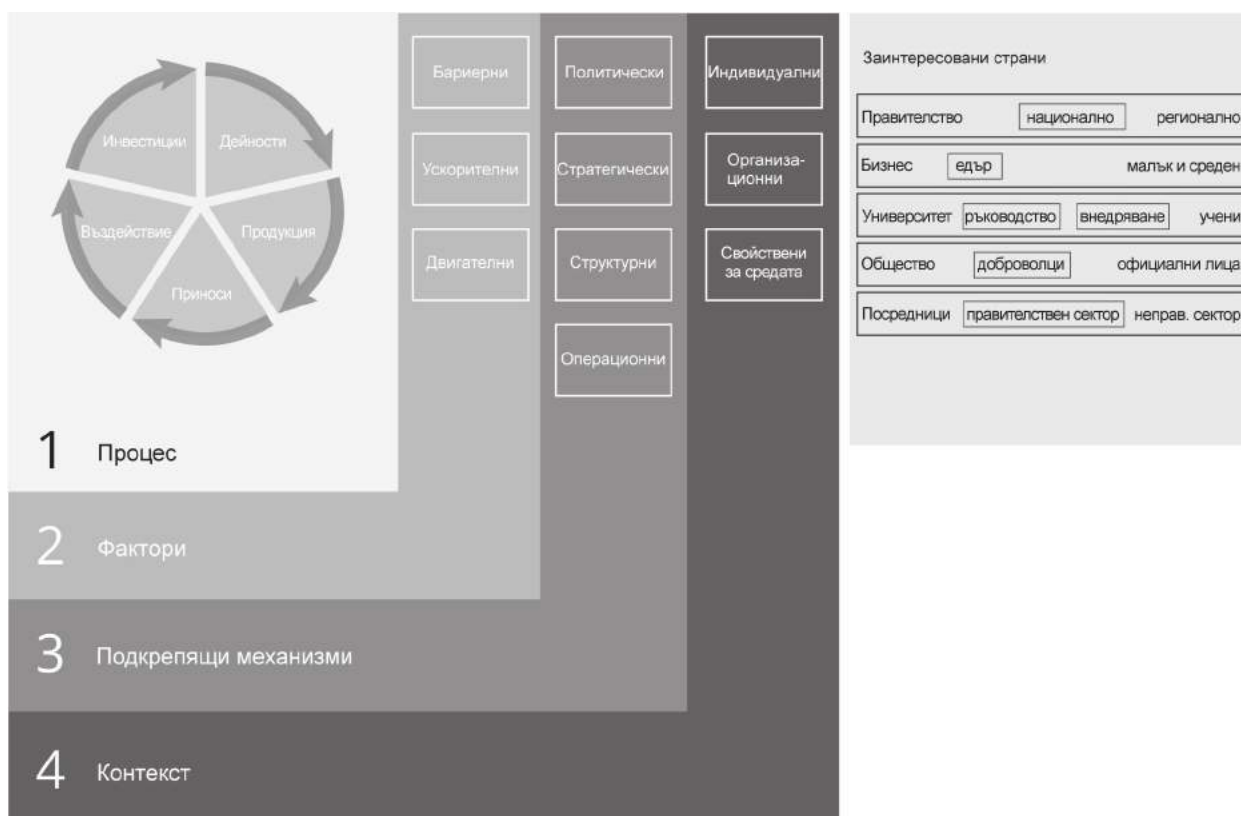 Инвестиции
Дейности
Въздействие
Продукция
Приноси
1 Процес
Бариерни
Ускорителни
Двигателни
2 Фактори
Политически
Стратегически
Структурни
Операционни
3 Подкрепящи механизми
Индивидуални
Организа-
ционни
Свойствени
за средата
4 Контекст
Заинтересовани страни
Правителство национално регионално
Бизнес едър малък и среден
Университет ръководство внедряване учени
Общество доброволци официални лица
Посредници правителствен сектор неправ. сектор